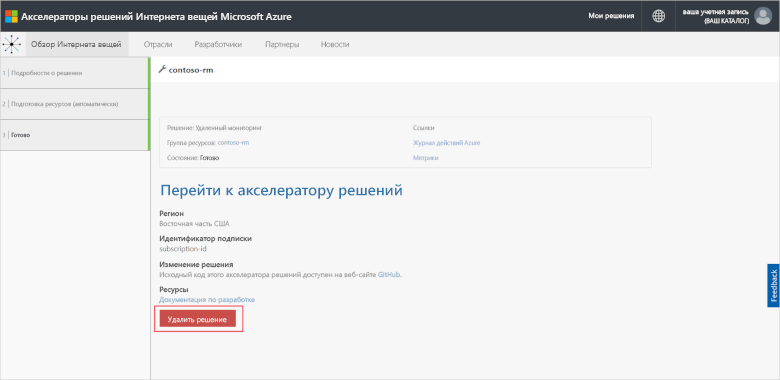 Акселераторы решений Интернета вещей Microsoft Azure
Мои решения
ваша учетная запись
(ВАШ КАТАЛОГ)
Обзор Интернета вещей
Отрасли
Разработчики
Партнеры
Новости
1 | Подробности о решении
2 | Подготовка ресурсов (автоматически)
3 | Готово
contoso-rm
Решение: Удаленный мониторинг
Ссылки
Группа ресурсов: contoso-rm
Журнал действий Azure
Состояние: Готово
Метрики
Перейти к акселератору решений
Регион
Восточная часть США
Идентификатор подписки
subscription-id
Изменение решения
Исходный код этого акселератора решений доступен на веб-сайте GitHub.
Ресурсы
Документация по разработке
Удалить решение
Feedback